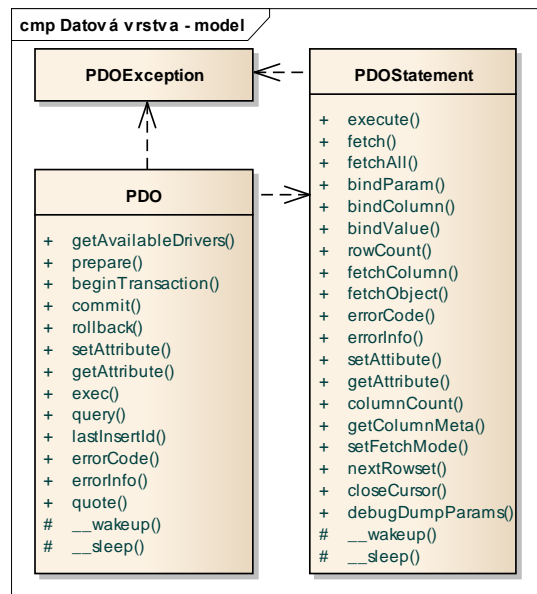 cmp Datová vrstva - model
PDOException
PDOStatement
+ execute()
+ fetch()
+ fetchAll()
+ bindParam()
+ bindColumn()
+ bindValue()
+ rowCount()
+ fetchColumn()
+ fetchObject()
+ errorCode()
+ errorInfo()
+ setAttibute()
+ getAttribute()
+ columnCount()
+ getColumnMeta()
+ setFetchMode()
+ nextRowset()
+ closeCursor()
+ debugDumpParams()
# __wakeup()
# __sleep()
PDO
+ getAvailableDrivers()
+ prepare()
+ beginTransaction()
+ commit()
+ rollback()
+ setAttribute()
+ getAttribute()
+ exec()
+ query()
+ lastInsertId()
+ errorCode()
+ errorInfo()
+ quote()
# __wakeup()
# __sleep()